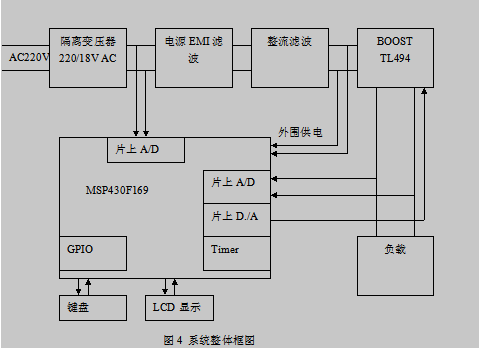 AC220V
隔离变压器
220/18V AC
电源 EMI 滤
波
整流滤波
BOOST
TL494
外围供电
片上 A/D
MSP430F169
片上 A/D
片上 D./A
GPIO
Timer
负载
键盘
LCD 显示
图 4 系统整体框图